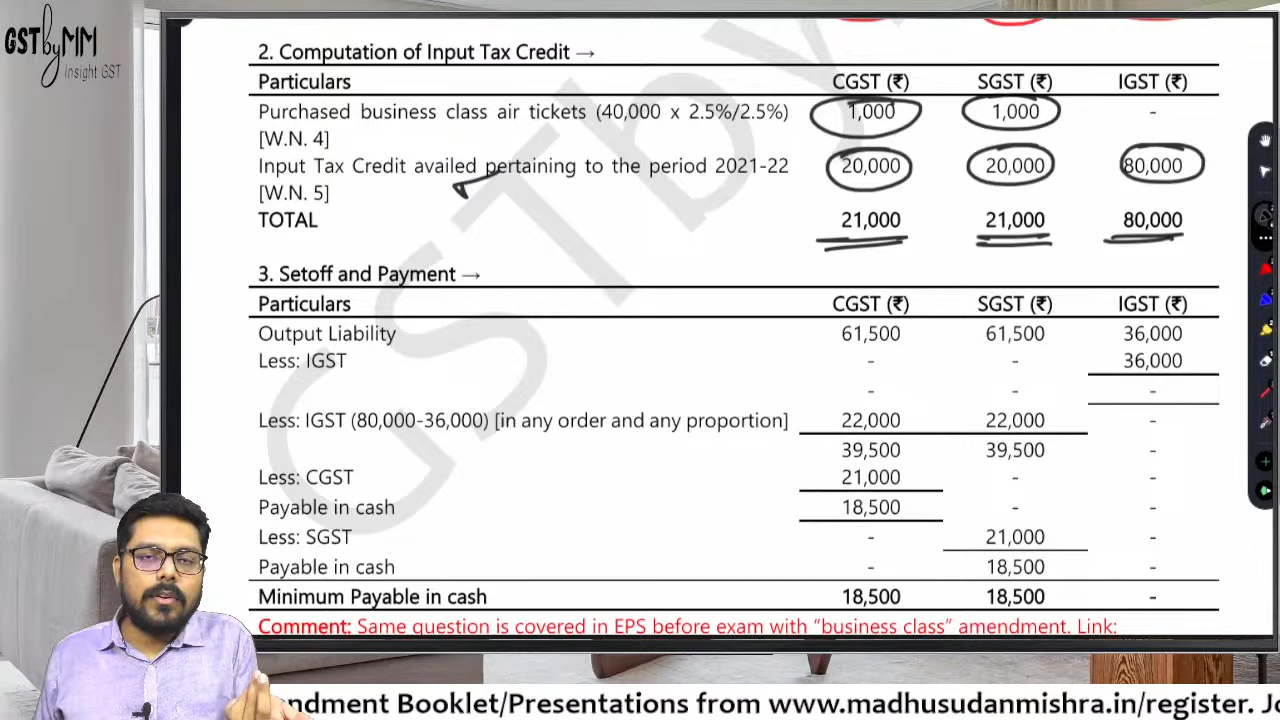 GSTbyMM
Insight GST
2. Computation of Input Tax Credit →
Particulars CGST (₹) SGST (₹) IGST (₹)
Purchased business class air tickets (40,000 x 2.5%/2.5%) 1,000 1,000 -
[W.N. 4]
Input Tax Credit availed pertaining to the period 2021-22 20,000 20,000 80,000
[W.N. 5]
TOTAL 21,000 21,000 80,000
3. Setoff and Payment →
Particulars CGST (₹) SGST (₹) IGST (₹)
Output Liability 61,500 61,500 36,000
Less: IGST - - 36,000
- - -
Less: IGST (80,000-36,000) [in any order and any proportion] 22,000 22,000 -
39,500 39,500 -
Less: CGST 21,000 - -
Payable in cash 18,500 - -
Less: SGST - 21,000 -
Payable in cash - 18,500 -
Minimum Payable in cash 18,500 18,500 -
Comment: Same question is covered in EPS before exam with “business class” amendment. Link:
GSTby
endment Booklet/Presentations from www.madhusudanmishra.in/register. Jo